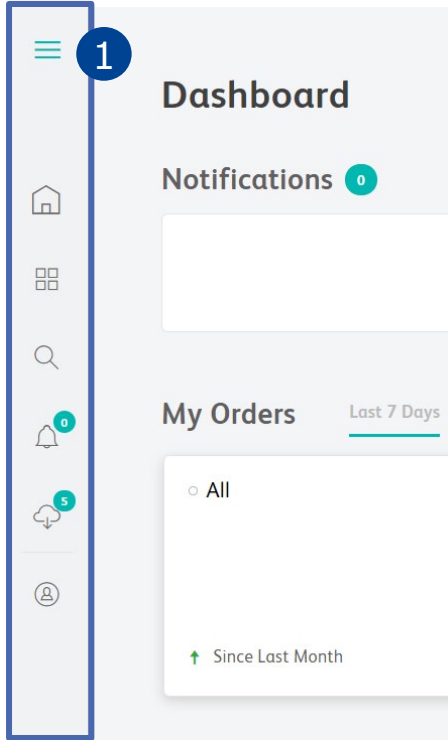 1
Dashboard
Notifications 0
My Orders Last 7 Days
All
0
5
Since Last Month